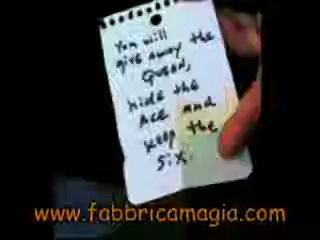 You will
give away the
QUEEN,
hide the
ACE and
keep the
six.
www.fabbricamagia.com